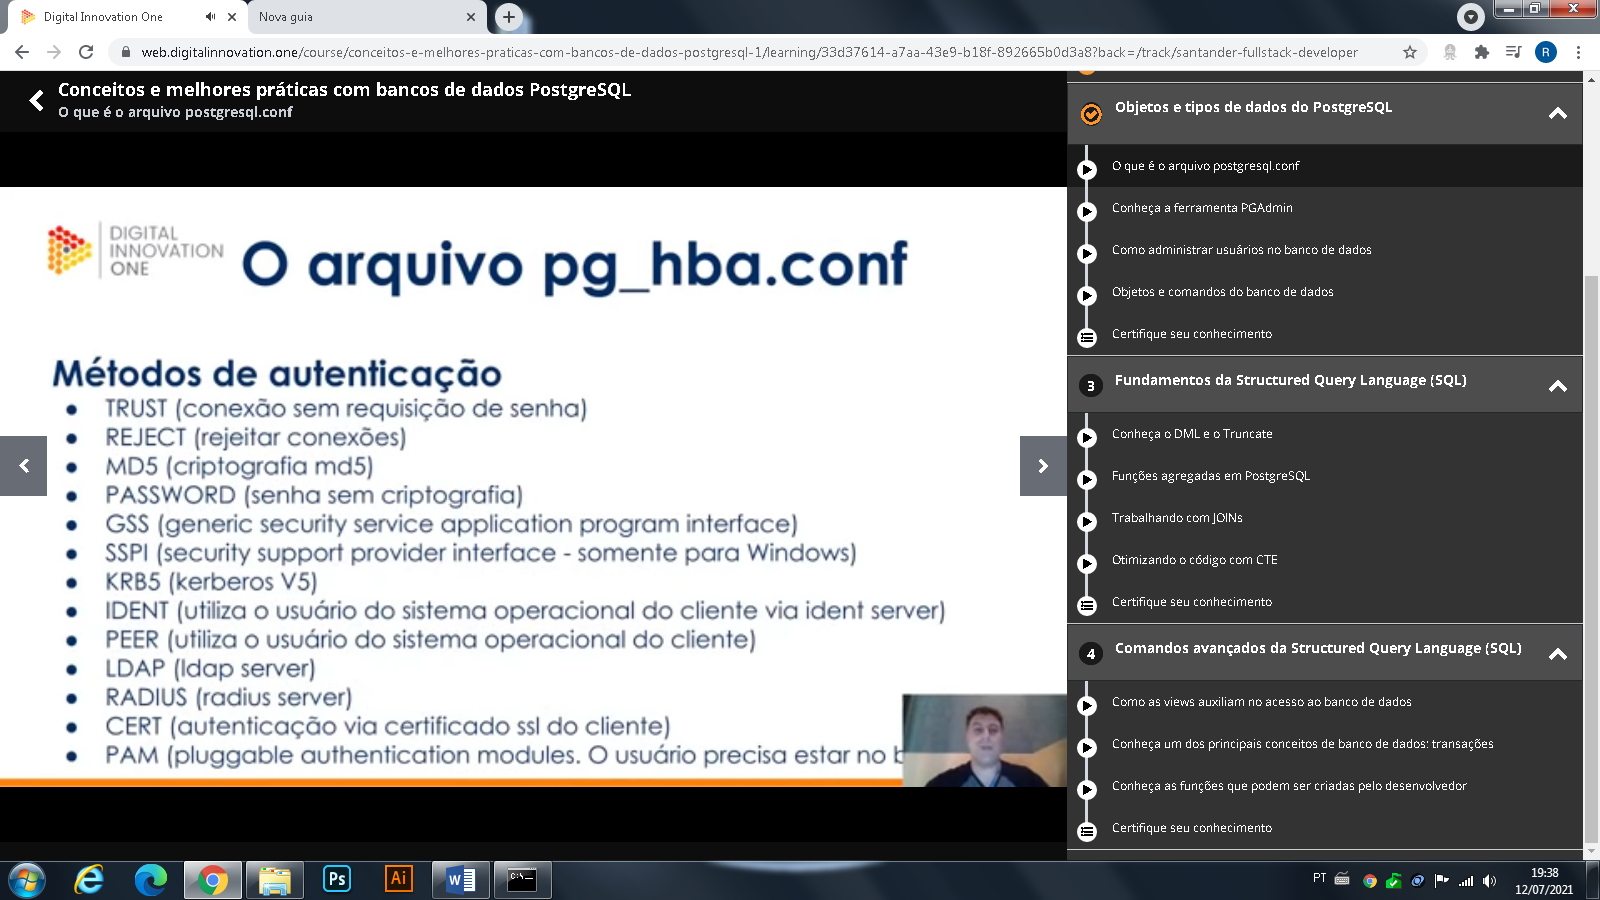 Digital Innovation One
Nova guia
web.digitalinnovation.one/course/conceitos-e-melhores-praticas-com-bancos-de-dados-postgresql-1/learning/33d37614-a7aa-43e9-b18f-892665b0d3a8?back=/track/santander-fullstack-developer
R
Conceitos e melhores práticas com bancos de dados PostgreSQL
O que é o arquivo postgresql.conf
DIGITAL
INNOVATION
ONE
O arquivo pg_hba.conf
Métodos de autenticação
• TRUST (conexão sem requisição de senha)
• REJECT (rejeitar conexões)
• MD5 (criptografia md5)
• PASSWORD (senha sem criptografia)
• GSS (generic security service application program interface)
• SSPI (security support provider interface - somente para Windows)
• KRB5 (kerberos V5)
• IDENT (utiliza o usuário do sistema operacional do cliente via ident server)
• PEER (utiliza o usuário do sistema operacional do cliente)
• LDAP (ldap server)
• RADIUS (radius server)
• CERT (autenticação via certificado ssl do cliente)
• PAM (pluggable authentication modules. O usuário precisa estar no b
Objetos e tipos de dados do PostgreSQL
O que é o arquivo postgresql.conf
Conheça a ferramenta PGAdmin
Como administrar usuários no banco de dados
Objetos e comandos do banco de dados
Certifique seu conhecimento
3 Fundamentos da Structured Query Language (SQL)
Conheça o DML e o Truncate
Funções agregadas em PostgreSQL
Trabalhando com JOINs
Otimizando o código com CTE
Certifique seu conhecimento
4 Comandos avançados da Structured Query Language (SQL)
Como as views auxiliam no acesso ao banco de dados
Conheça um dos principais conceitos de banco de dados: transações
Conheça as funções que podem ser criadas pelo desenvolvedor
Certifique seu conhecimento
Ps
Ai
W
C:\_
PT
19:38
12/07/2021